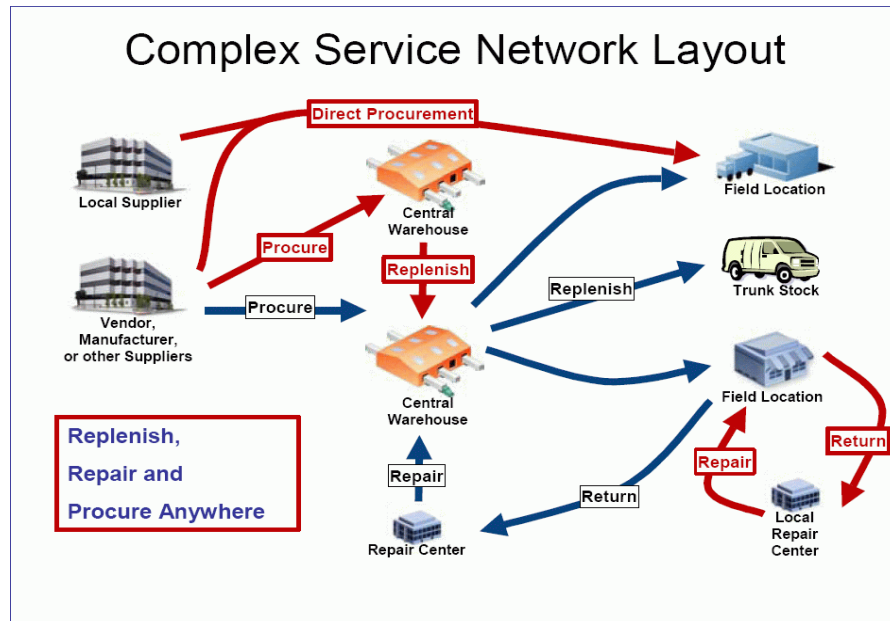 Complex Service Network Layout
Direct Procurement
Local Supplier
Central
Warehouse
Field Location
Procure
Replenish
Vendor,
Manufacturer,
or other Suppliers
Procure
Replenish
Trunk Stock
Central
Warehouse
Field Location
Replenish,
Repair and
Procure Anywhere
Repair
Return
Repair
Return
Repair Center
Local
Repair
Center